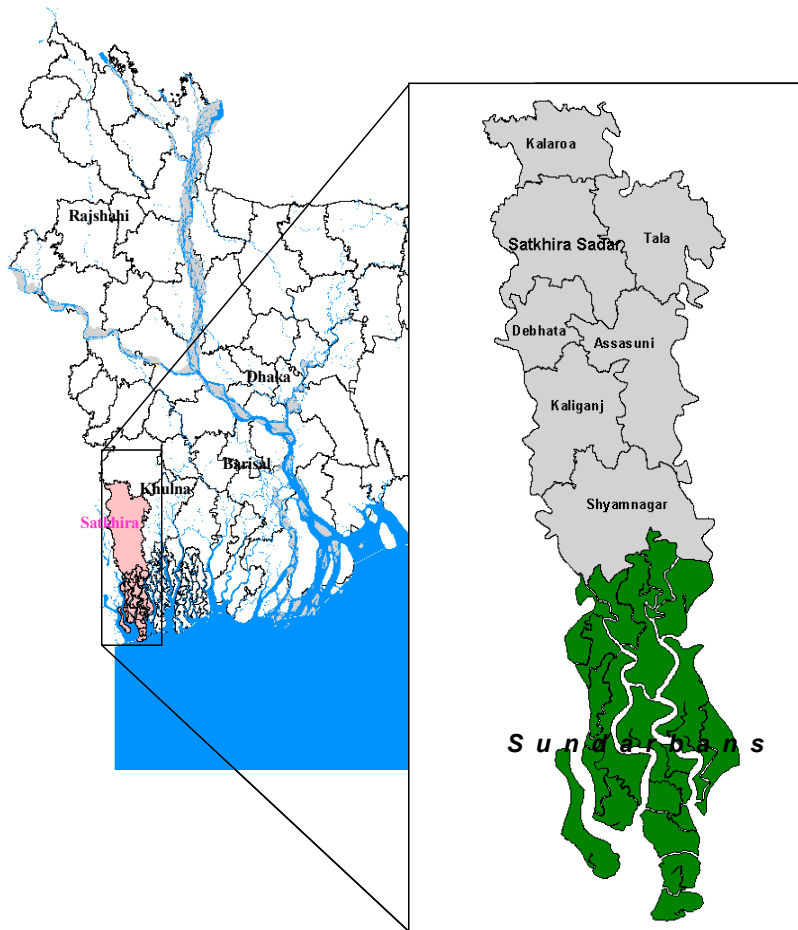 Rajshahi
Dhaka
Barisal
Khulna
Satkhira
Kalaroa
Satkhira Sadar
Tala
Debhata
Assasuni
Kaliganj
Shyamnagar
Sundarbans